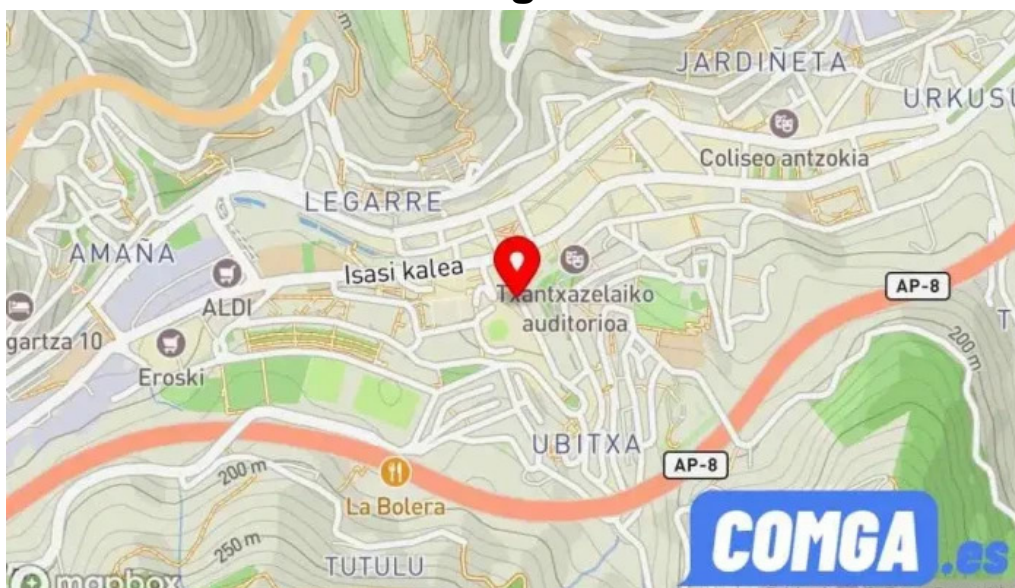 JARDIÑETA
URKUSU
Coliseo antzokia
LEGARRE
AMAÑA
Isasi kalea
ALDI
Txantxazelaiko
auditorioa
AP-8
T
gartza 10
Eroski
200 m
UBITXA
AP-8
200 m
La Bolera
250 m
TUTULU
COMGA.es
mapbox